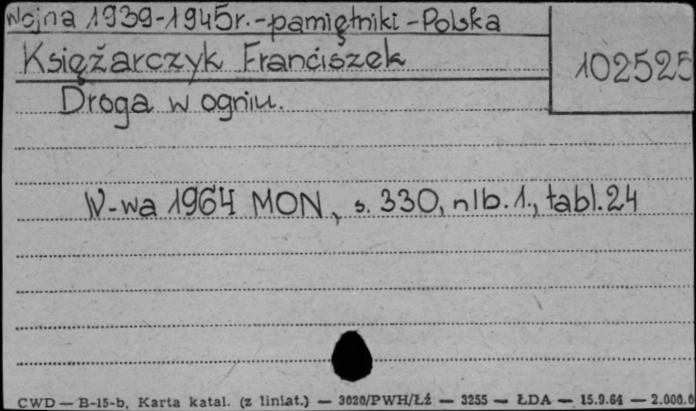 Wojna 1939-1945r.-pamiętniki-Polska
Księżarczyk Franciszek
102525
Droga w ogniu.
W-wa 1964 MON, s. 330, nlb. 1., tabl. 24
CWD — B-15-b, Karta katal. (z liniat.) — 3020/PWH/Łź — 3255 — ŁDA — 15.9.64 — 2.000.0